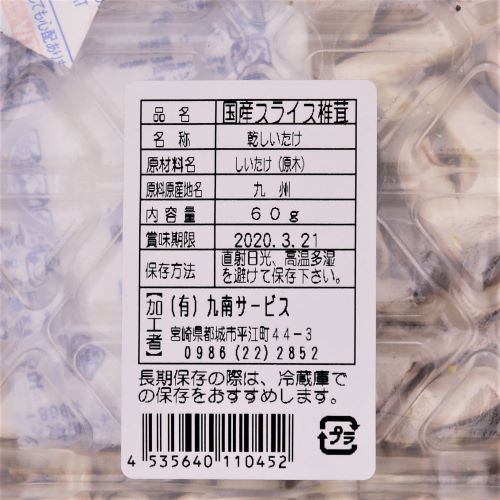 品名 国産スライス椎茸
名称 乾しいたけ
原材料名 しいたけ(原木)
原料原産地名 九州
内容量 60g
賞味期限 2020.3.21
保存方法 直射日光、高温多湿
を避けて保存下さい。
【加工者】 (有)九南サービス
宮崎県都城市平江町44-3
0986(22)2852
長期保存の際は、冷蔵庫で
の保存をおすすめします。
プラ
4 535640 110452